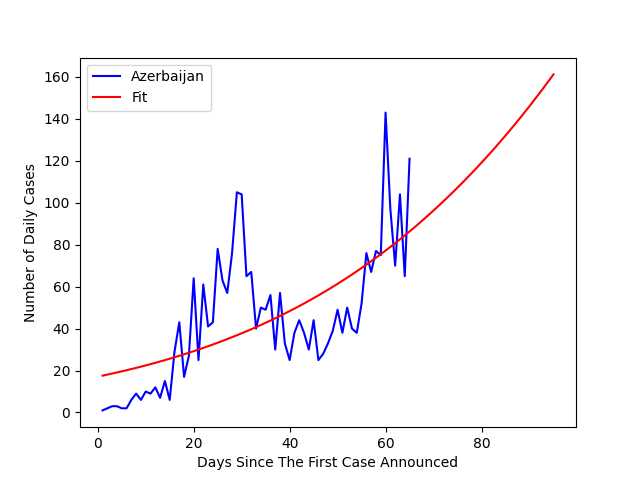 Azerbaijan
Fit
Number of Daily Cases
160
140
120
100
80
60
40
20
0
0 20 40 60 80
Days Since The First Case Announced